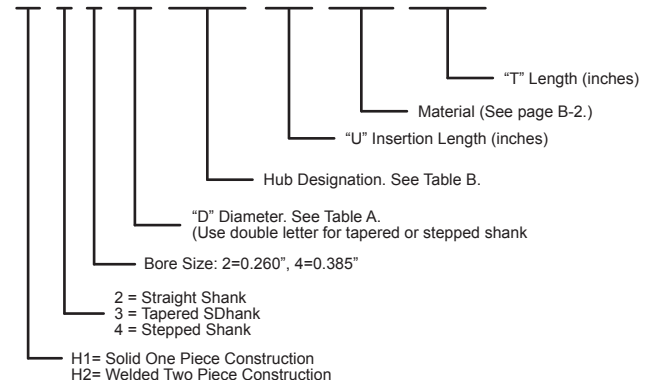 “T” Length (inches)
Material (See page B-2.)
“U” Insertion Length (inches)
Hub Designation. See Table B.
“D” Diameter. See Table A.
(Use double letter for tapered or stepped shank
Bore Size: 2=0.260”, 4=0.385”
2 = Straight Shank
3 = Tapered SDhank
4 = Stepped Shank
H1= Solid One Piece Construction
H2= Welded Two Piece Construction